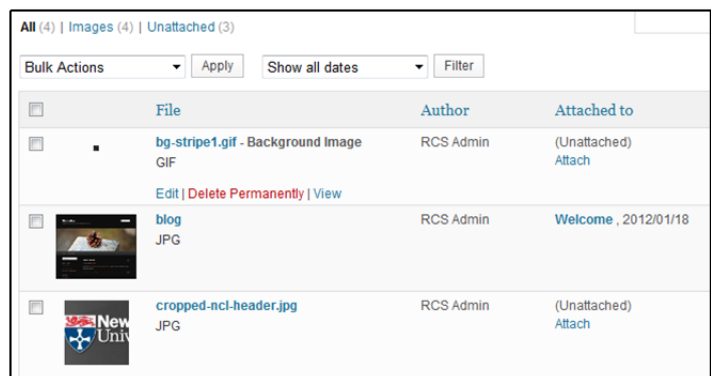 All (4) | Images (4) | Unattached (3)
Bulk Actions Apply Show all dates Filter
File Author Attached to
bg-stripe1.gif - Background Image RCS Admin (Unattached)
GIF Attach
Edit | Delete Permanently | View
blog RCS Admin Welcome , 2012/01/18
JPG
cropped-ncl-header.jpg RCS Admin (Unattached)
JPG Attach
New
Univ